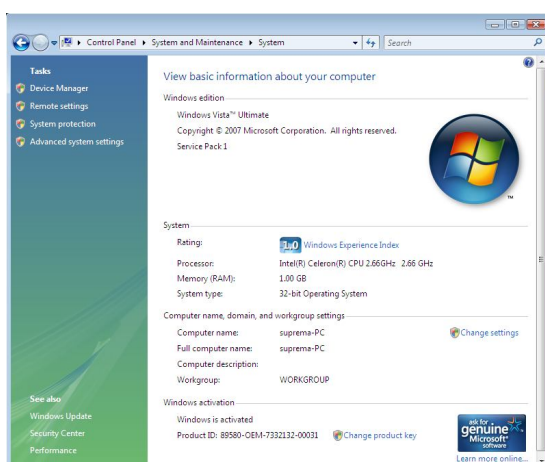 Control Panel ▸ System and Maintenance ▸ System
Search
Tasks
Device Manager
Remote settings
System protection
Advanced system settings
See also
Windows Update
Security Center
Performance
View basic information about your computer
Windows edition
Windows Vista™ Ultimate
Copyright © 2007 Microsoft Corporation. All rights reserved.
Service Pack 1
TM
System
Rating: 1.0 Windows Experience Index
Processor: Intel(R) Celeron(R) CPU 2.66GHz 2.66 GHz
Memory (RAM): 1.00 GB
System type: 32-bit Operating System
Computer name, domain, and workgroup settings
Computer name: suprema-PC Change settings
Full computer name: suprema-PC
Computer description:
Workgroup: WORKGROUP
Windows activation
Windows is activated
Product ID: 89580-OEM-7332132-00031 Change product key
ask for
genuine
Microsoft
software
Learn more online...